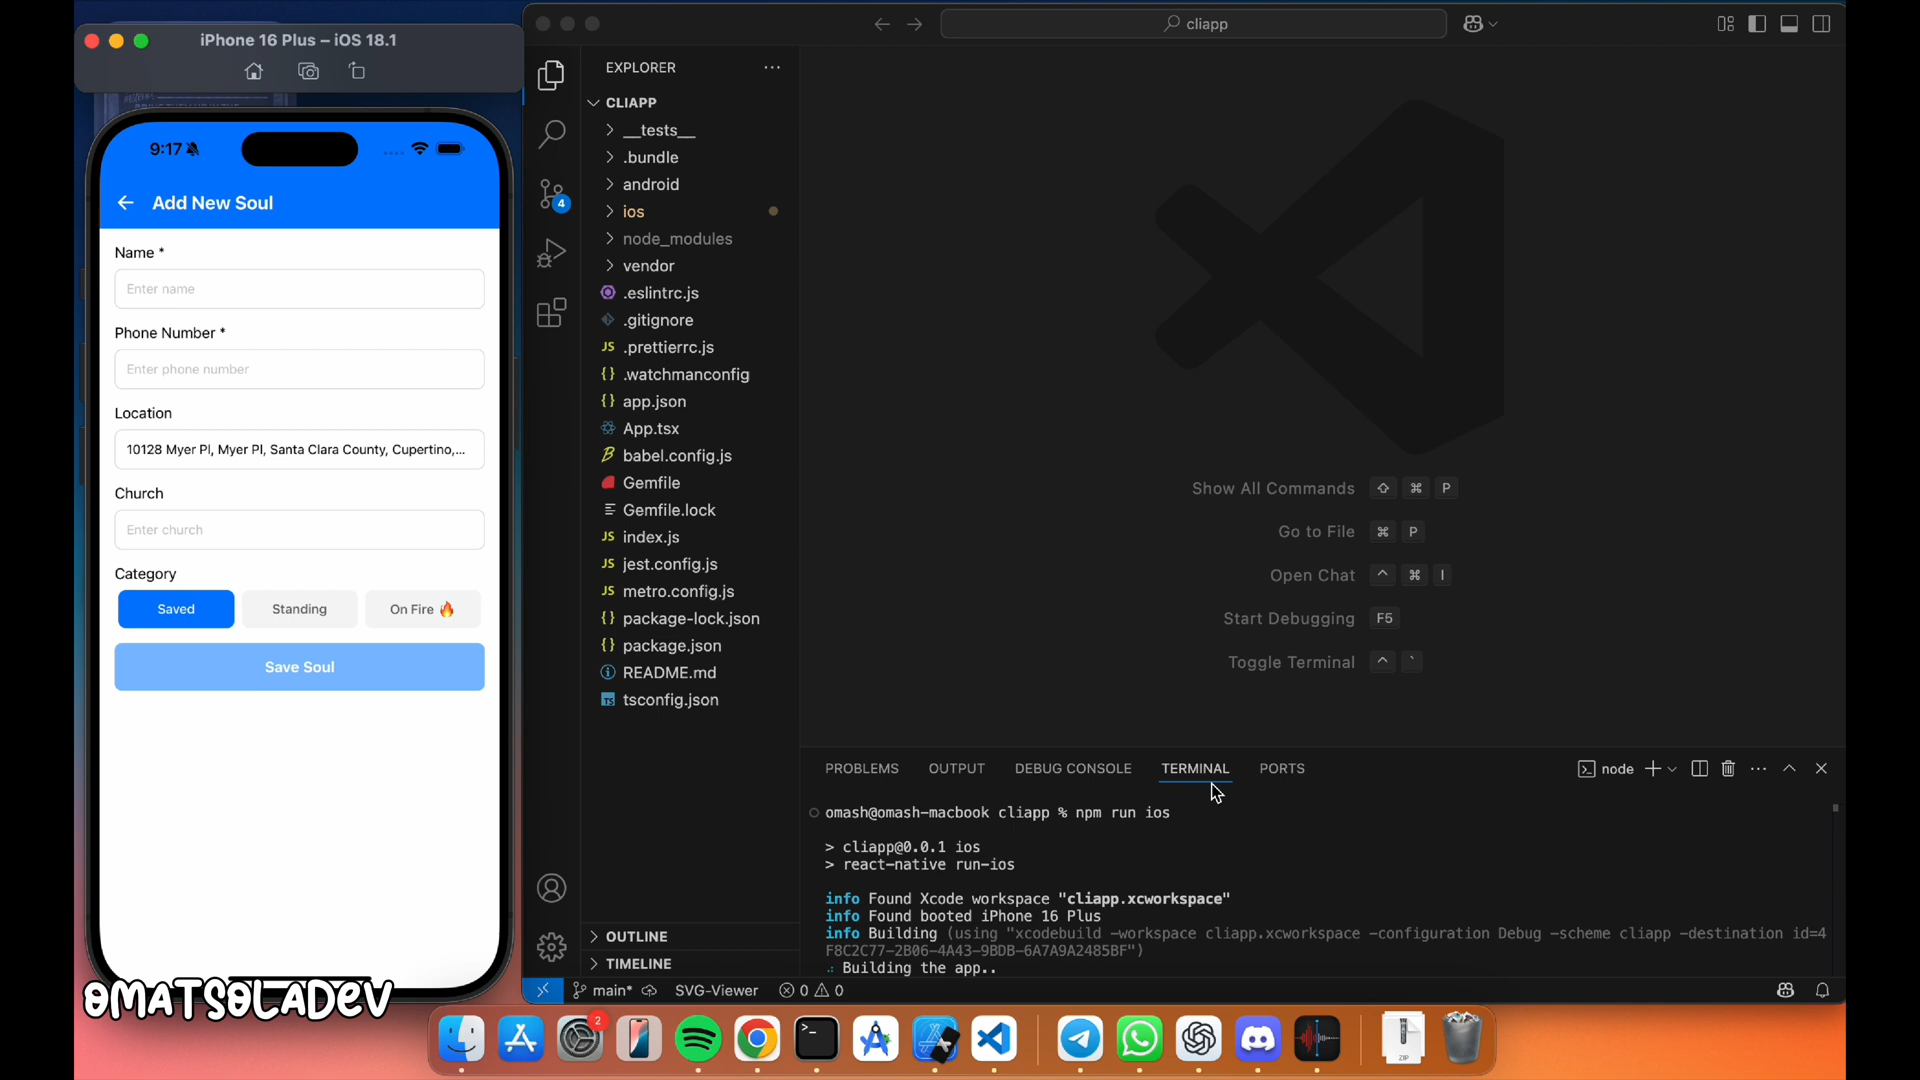 iPhone 16 Plus – iOS 18.1
9:17
Add New Soul
Name *
Enter name
Phone Number *
Enter phone number
Location
10128 Myer Pl, Myer Pl, Santa Clara County, Cupertino,...
Church
Enter church
Category
Saved
Standing
On Fire 🔥
Save Soul
OMATSOLADEV
cliapp
EXPLORER
CLIAPP
__tests__
.bundle
android
ios
node_modules
vendor
.eslintrc.js
.gitignore
JS .prettierrc.js
{} .watchmanconfig
{} app.json
App.tsx
babel.config.js
Gemfile
Gemfile.lock
JS index.js
JS jest.config.js
JS metro.config.js
{} package-lock.json
{} package.json
README.md
TS tsconfig.json
4
OUTLINE
TIMELINE
Show All Commands ⇧ ⌘ P
Go to File ⌘ P
Open Chat ^ ⌘ I
Start Debugging F5
Toggle Terminal ^ `
PROBLEMS
OUTPUT
DEBUG CONSOLE
TERMINAL
PORTS
node
omash@omash-macbook cliapp % npm run ios
> cliapp@0.0.1 ios
> react-native run-ios
info Found Xcode workspace "cliapp.xcworkspace"
info Found booted iPhone 16 Plus
info Building (using "xcodebuild -workspace cliapp.xcworkspace -configuration Debug -scheme cliapp -destination id=4
F8C2C77-2B06-4A43-9BDB-6A7A9A2485BF")
Building the app..
main*
SVG-Viewer
0
0
2
ZIP